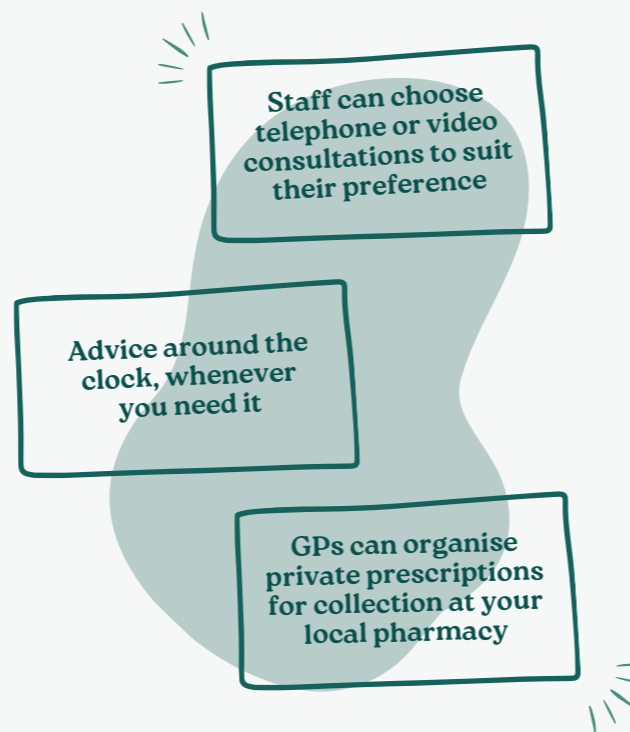 Staff can choose
telephone or video
consultations to suit
their preference
Advice around the
clock, whenever
you need it
GPs can organise
private prescriptions
for collection at your
local pharmacy